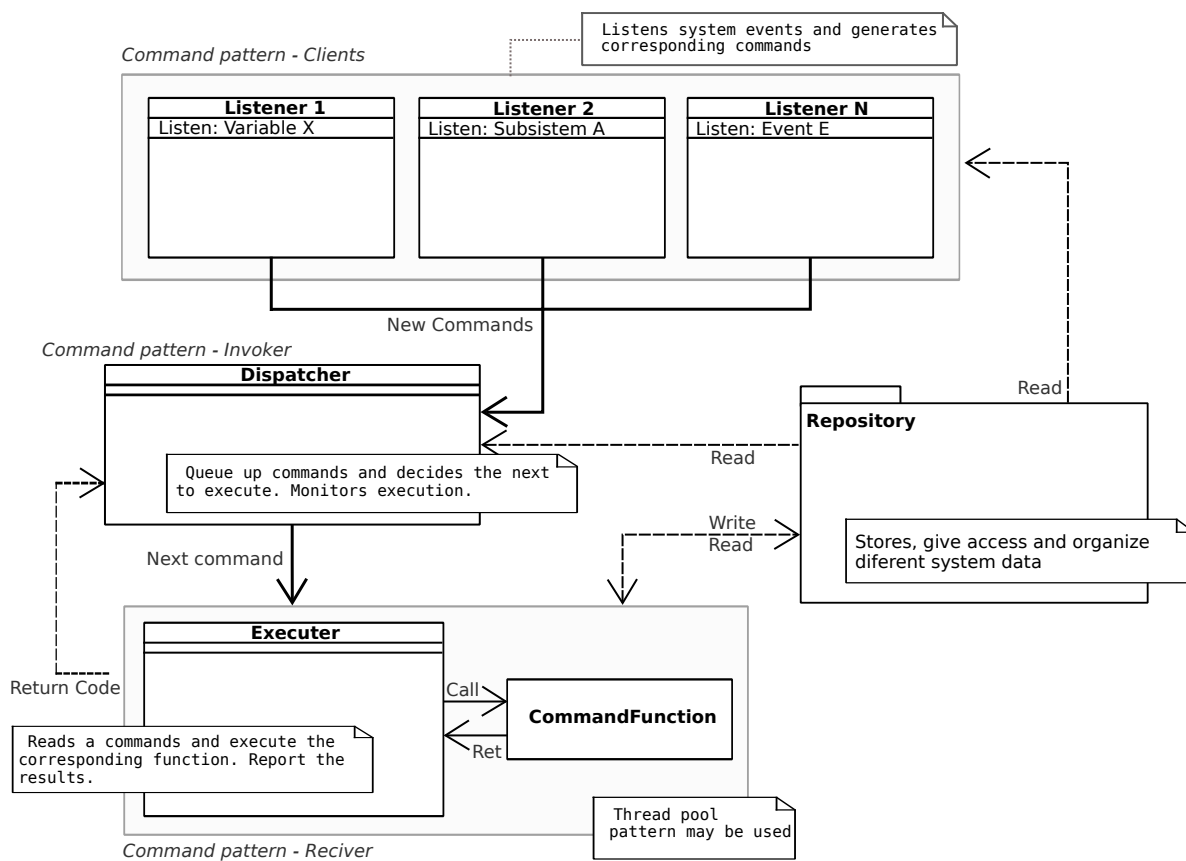 Listens system events and generates
corresponding commands
Command pattern - Clients
Listener 1
Listen: Variable X
Listener 2
Listen: Subsistem A
Listener N
Listen: Event E
New Commands
Command pattern - Invoker
Dispatcher
Queue up commands and decides the next
to execute. Monitors execution.
Read
Repository
Read
Write
Read
Stores, give access and organize
diferent system data
Next command
Executer
Return Code
Call
CommandFunction
Ret
Reads a commands and execute the
corresponding function. Report the
results.
Thread pool
pattern may be used
Command pattern - Reciver